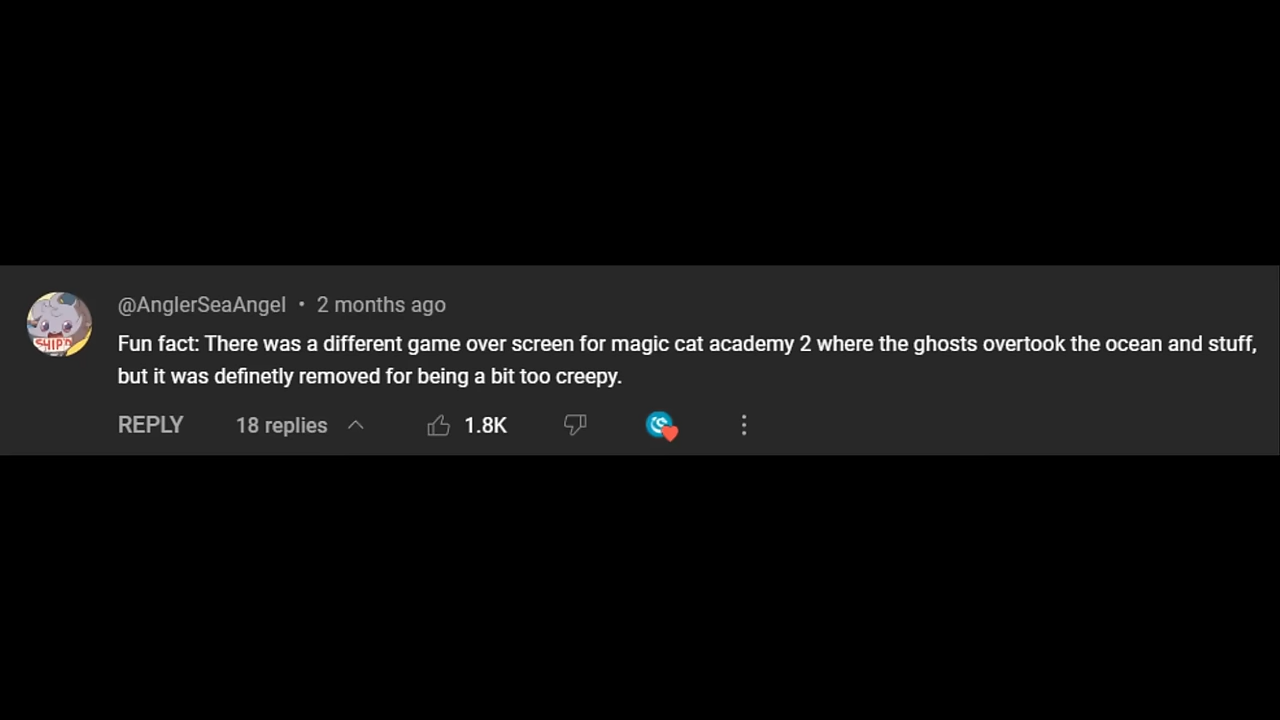 @AnglerSeaAngel • 2 months ago
Fun fact: There was a different game over screen for magic cat academy 2 where the ghosts overtook the ocean and stuff,
but it was definetly removed for being a bit too creepy.
REPLY 18 replies 1.8K
SHIP'D